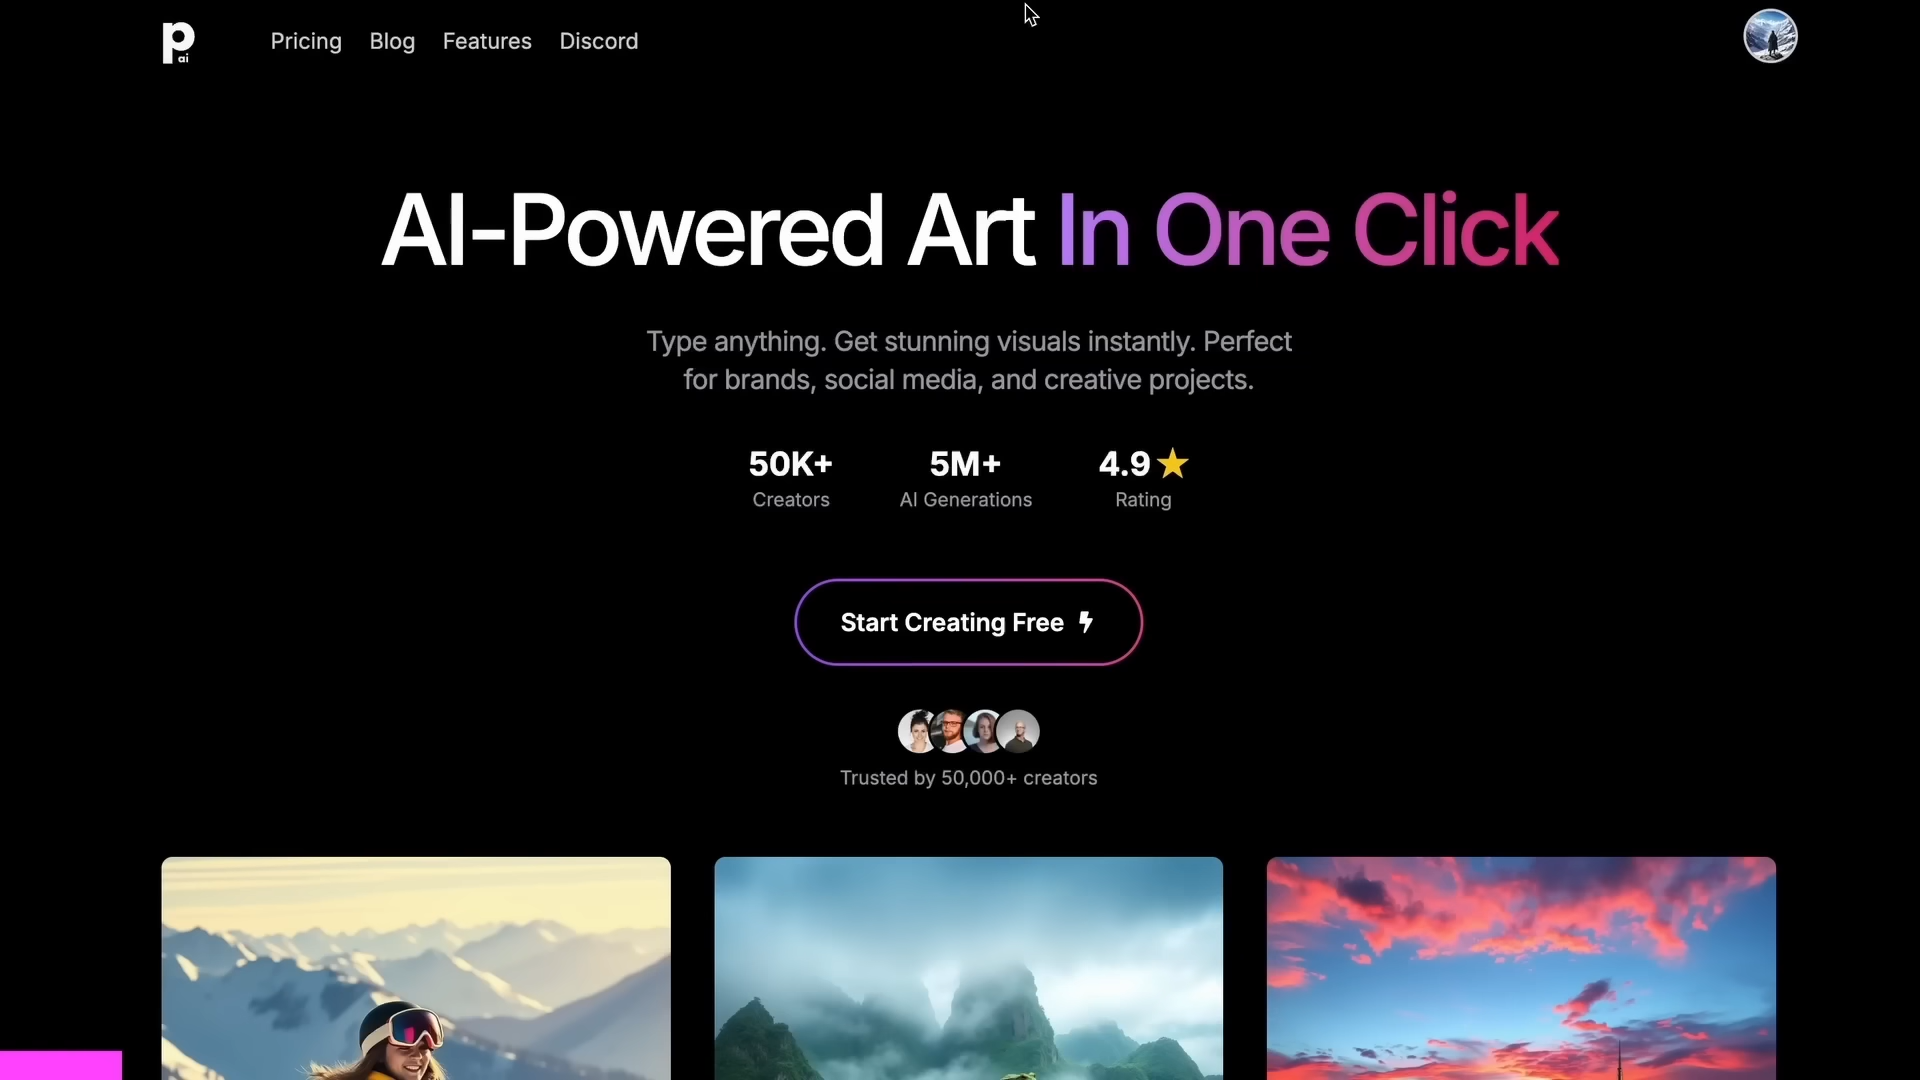 p
ai
Pricing Blog Features Discord
AI-Powered Art In One Click
Type anything. Get stunning visuals instantly. Perfect
for brands, social media, and creative projects.
50K+ 5M+ 4.9
Creators AI Generations Rating
Start Creating Free
Trusted by 50,000+ creators